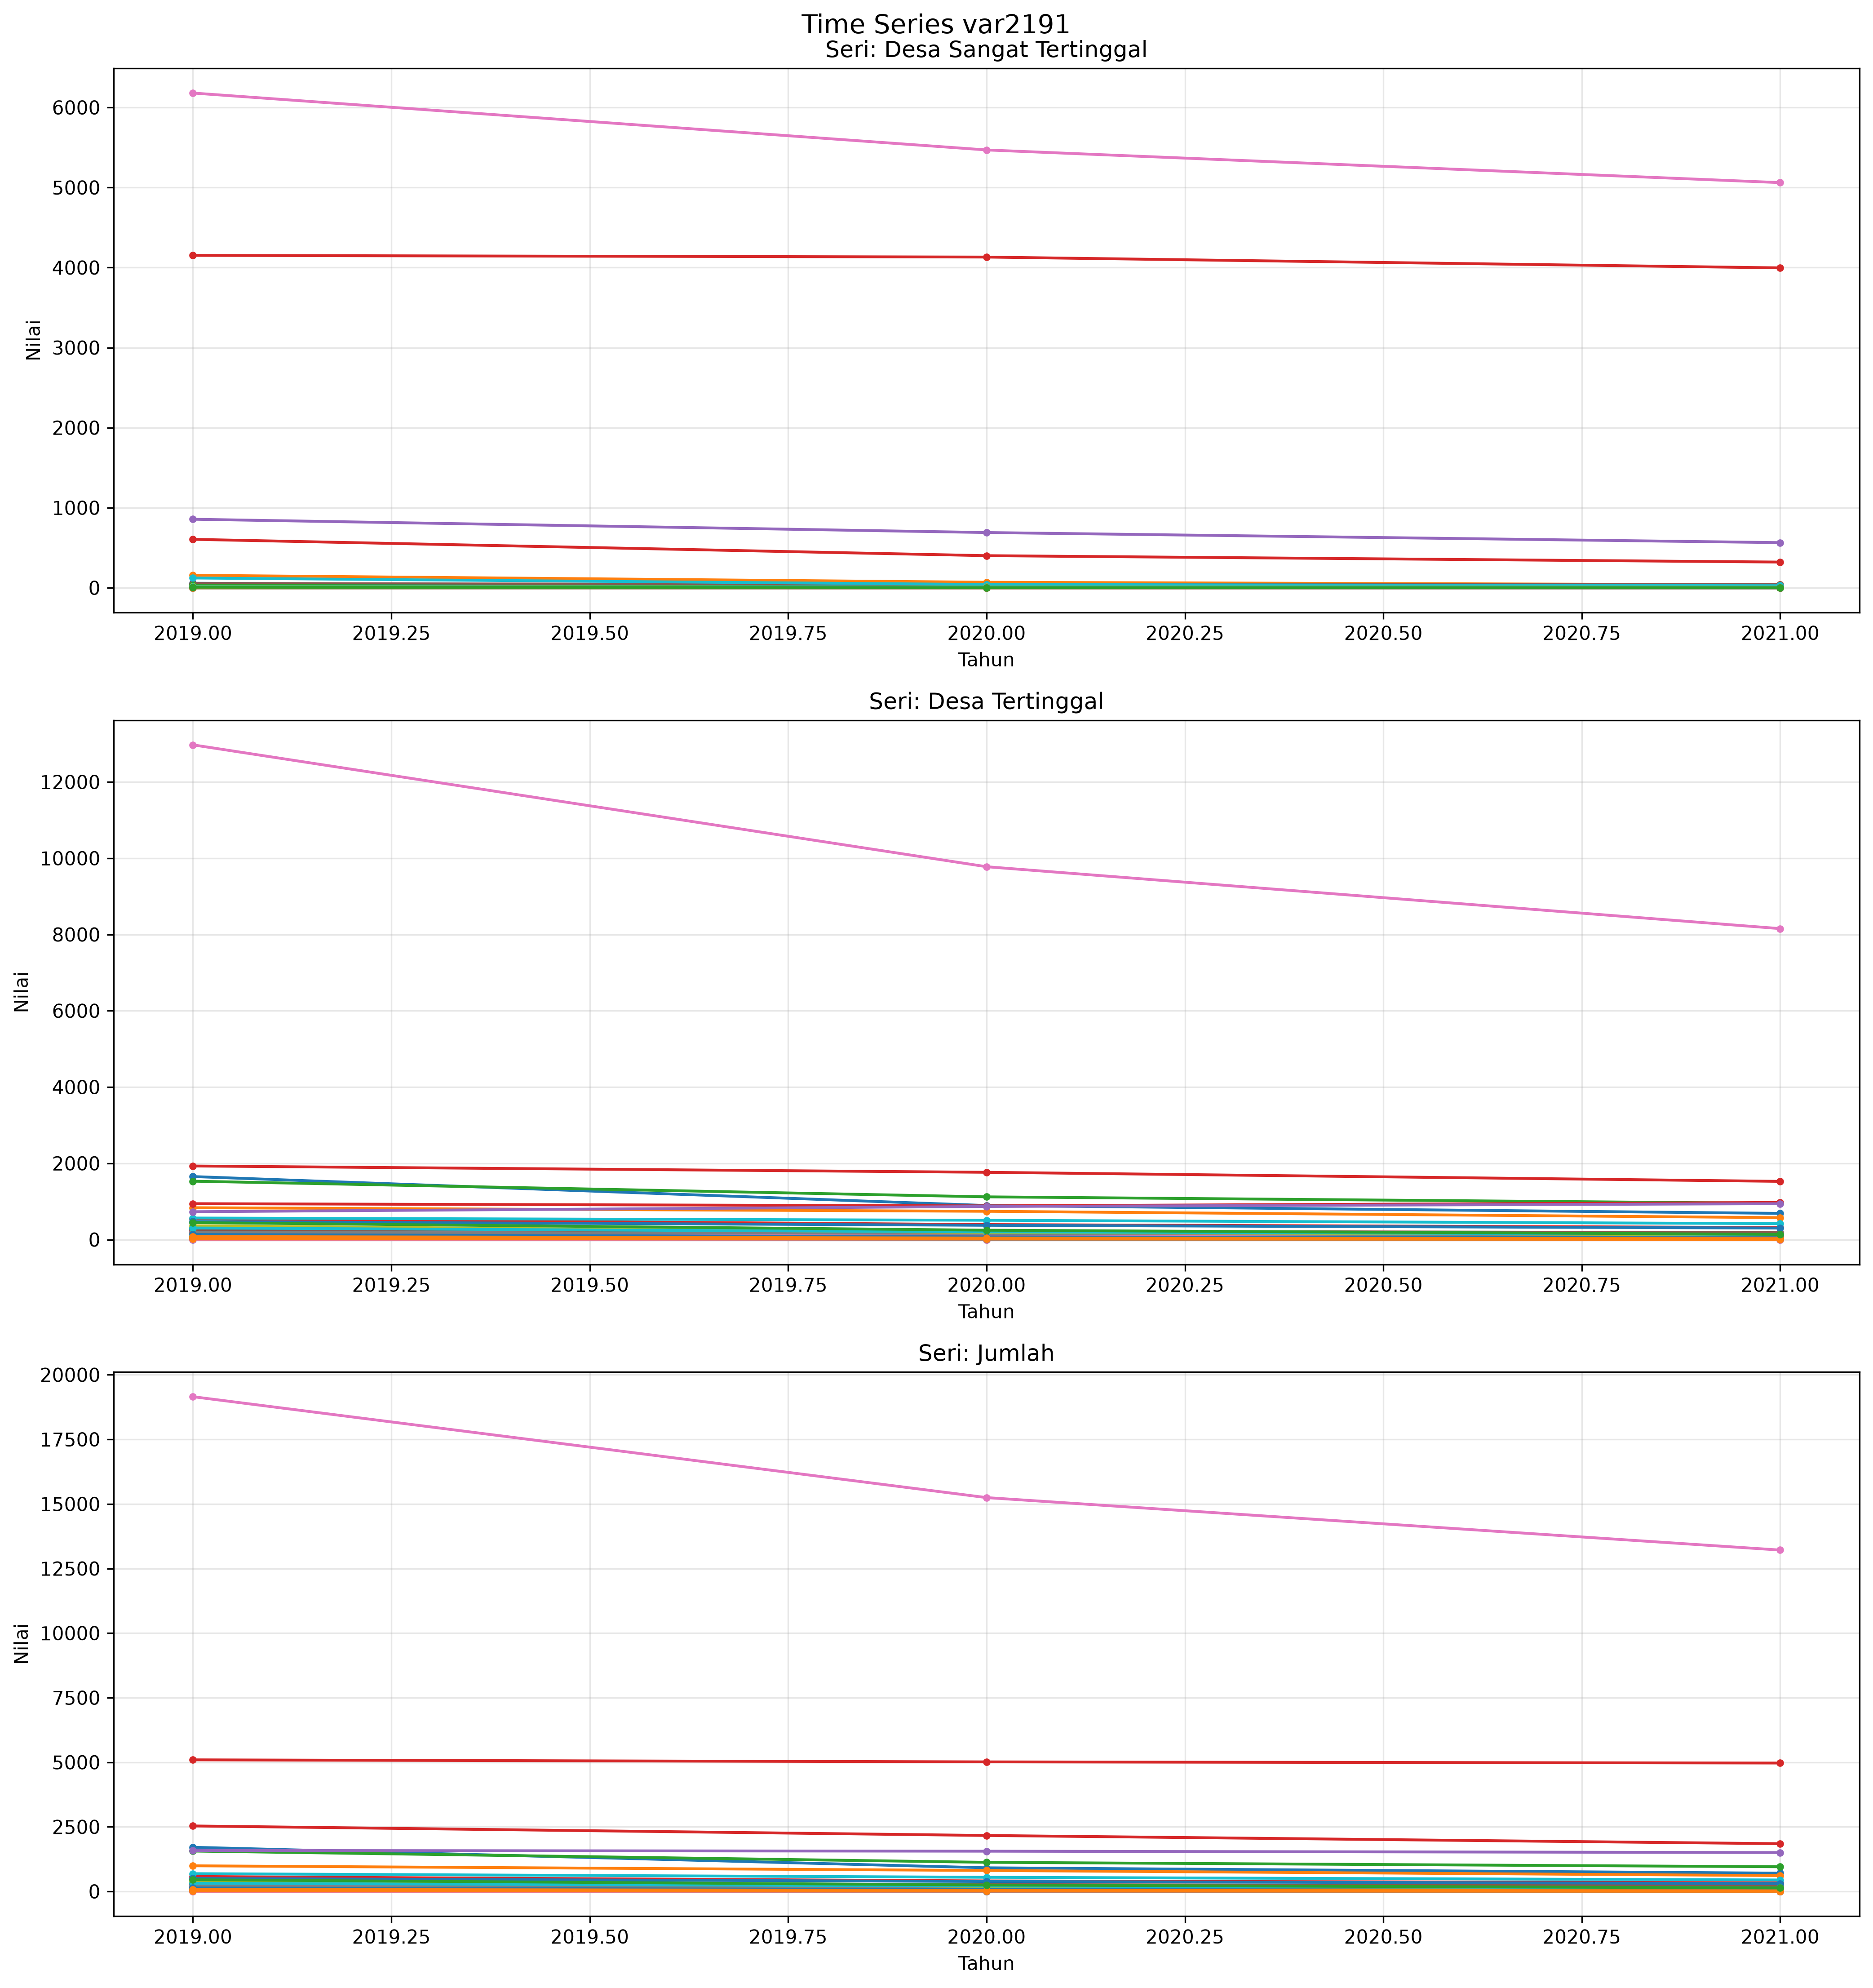 Time Series var2191
Seri: Desa Sangat Tertinggal
6000
5000
4000
3000
2000
1000
0
Nilai
2019.00 2019.25 2019.50 2019.75 2020.00 2020.25 2020.50 2020.75 2021.00
Tahun
Seri: Desa Tertinggal
12000
10000
8000
6000
4000
2000
0
Nilai
2019.00 2019.25 2019.50 2019.75 2020.00 2020.25 2020.50 2020.75 2021.00
Tahun
Seri: Jumlah
20000
17500
15000
12500
10000
7500
5000
2500
0
Nilai
2019.00 2019.25 2019.50 2019.75 2020.00 2020.25 2020.50 2020.75 2021.00
Tahun